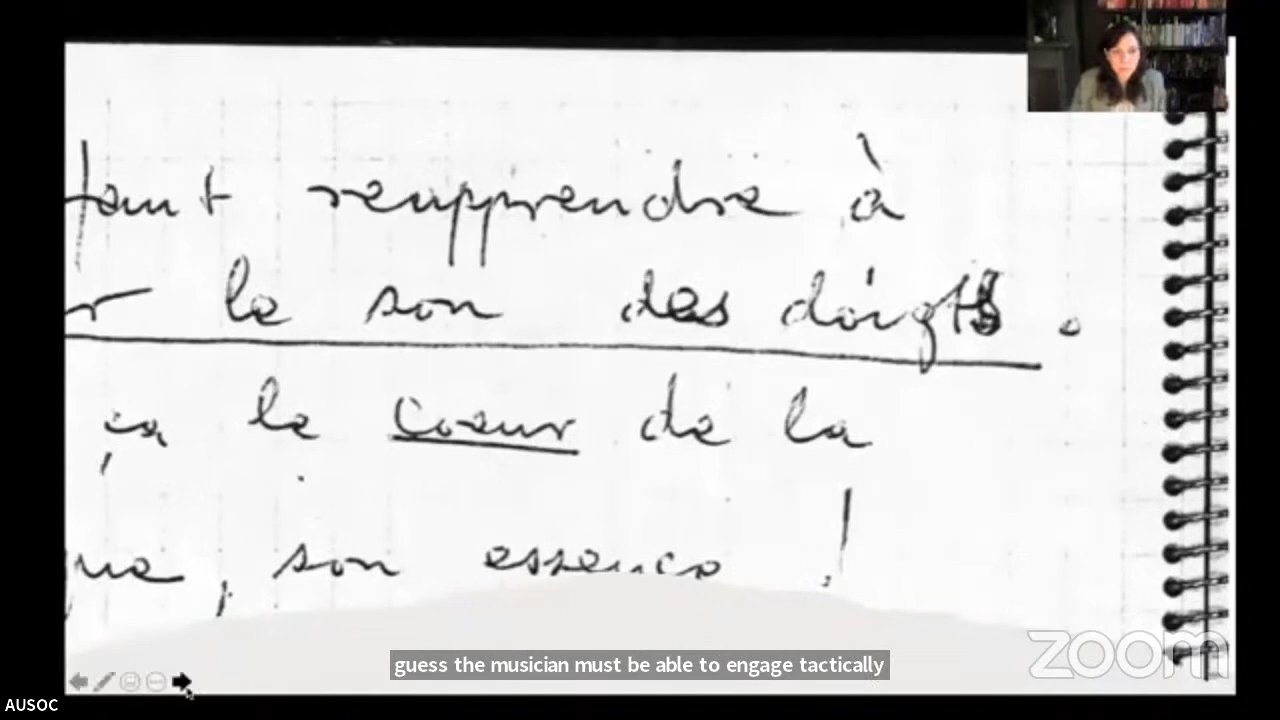 faut réapprendre à
r le son des doigts.
ça le coeur de la
que, son essence !
guess the musician must be able to engage tactically
zoom
AUSOC